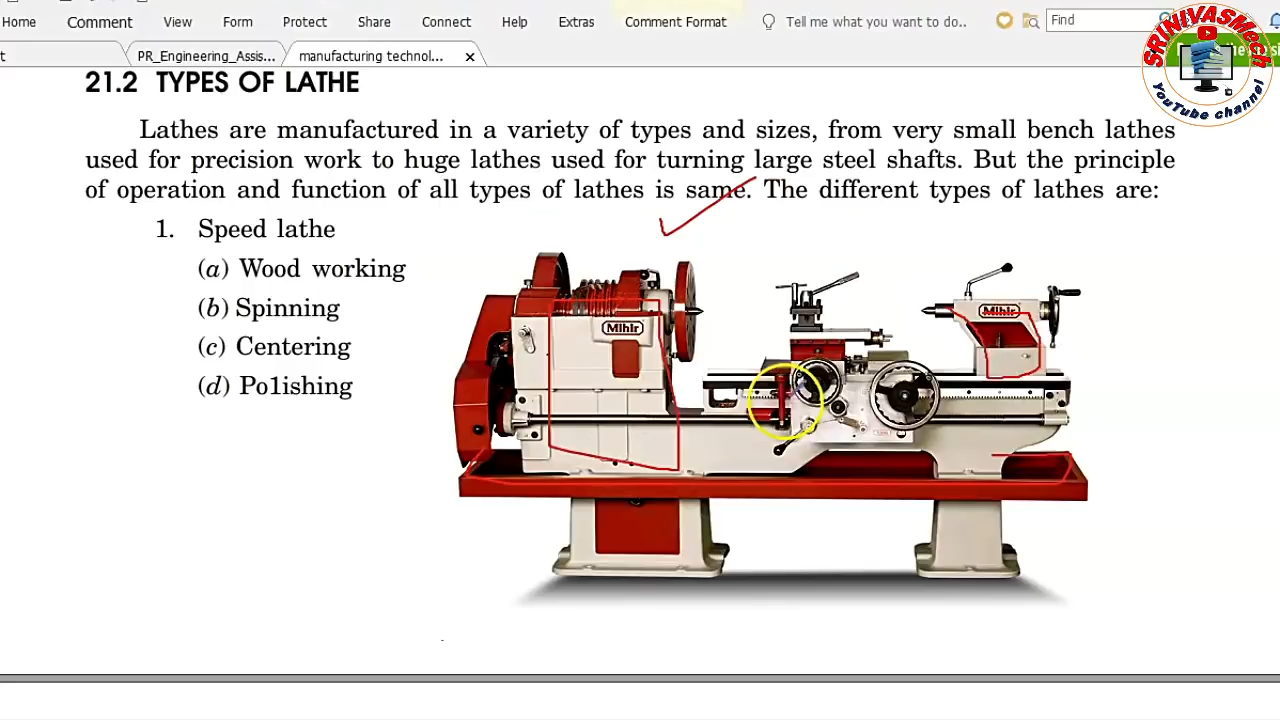 Home Comment View Form Protect Share Connect Help Extras Comment Format Tell me what you want to do.. Find
PR_Engineering_Assis... manufacturing technol...
SRINIVASMech
YouTube channel
21.2 TYPES OF LATHE
Lathes are manufactured in a variety of types and sizes, from very small bench lathes
used for precision work to huge lathes used for turning large steel shafts. But the principle
of operation and function of all types of lathes is same. The different types of lathes are:
1. Speed lathe
(a) Wood working
(b) Spinning
(c) Centering
(d) Po1ishing
Mihir
Mihir